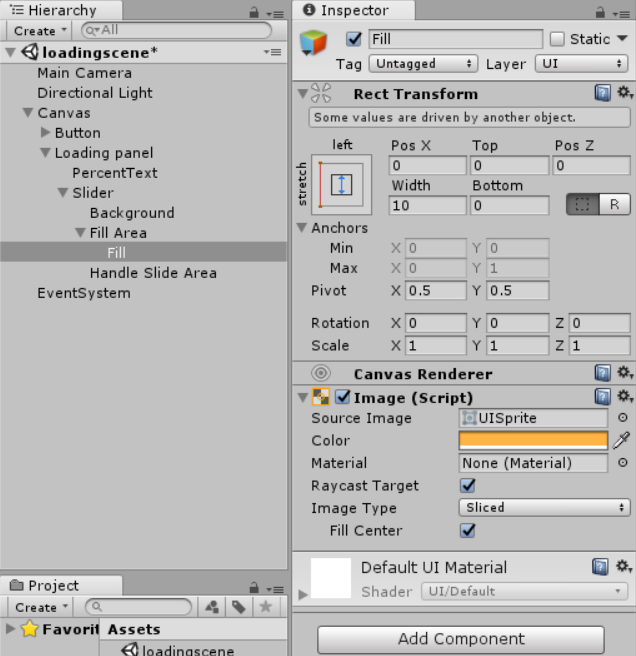 Hierarchy
Create
All
loadingscene*
Main Camera
Directional Light
Canvas
Button
Loading panel
PercentText
Slider
Background
Fill Area
Fill
Handle Slide Area
EventSystem
Project
Create
Favorit
Assets
loadingscene
Inspector
Fill
Static
Tag Untagged Layer UI
Rect Transform
Some values are driven by another object.
left Pos X Top Pos Z
stretch
0 0 0
Width Bottom
10 0 R
Anchors
Min X 0 Y 0
Max X 0 Y 1
Pivot X 0.5 Y 0.5
Rotation X 0 Y 0 Z 0
Scale X 1 Y 1 Z 1
Canvas Renderer
Image (Script)
Source Image UISprite
Color
Material None (Material)
Raycast Target
Image Type Sliced
Fill Center
Default UI Material
Shader UI/Default
Add Component